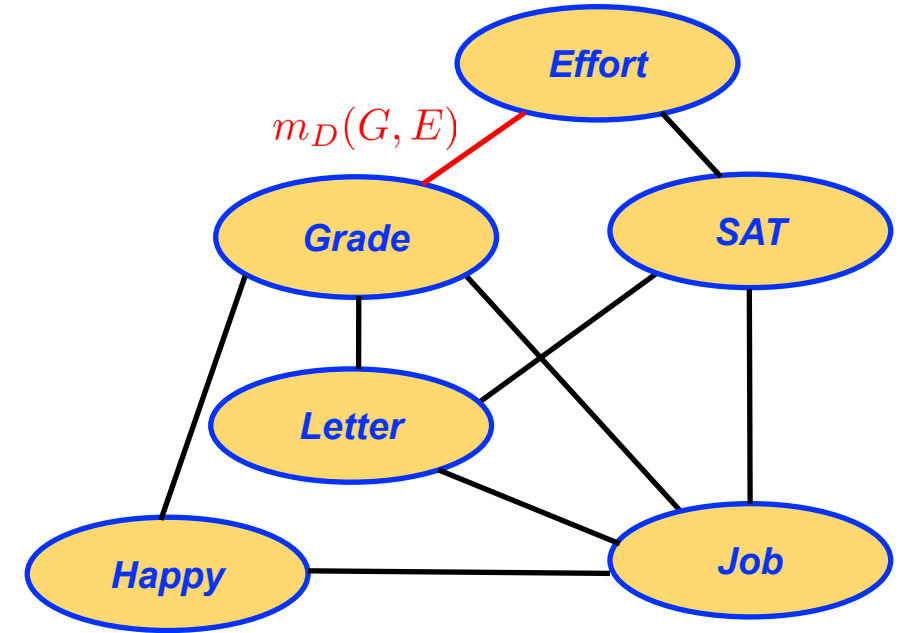 Effort
m_D(G, E)
Grade
SAT
Letter
Happy
Job